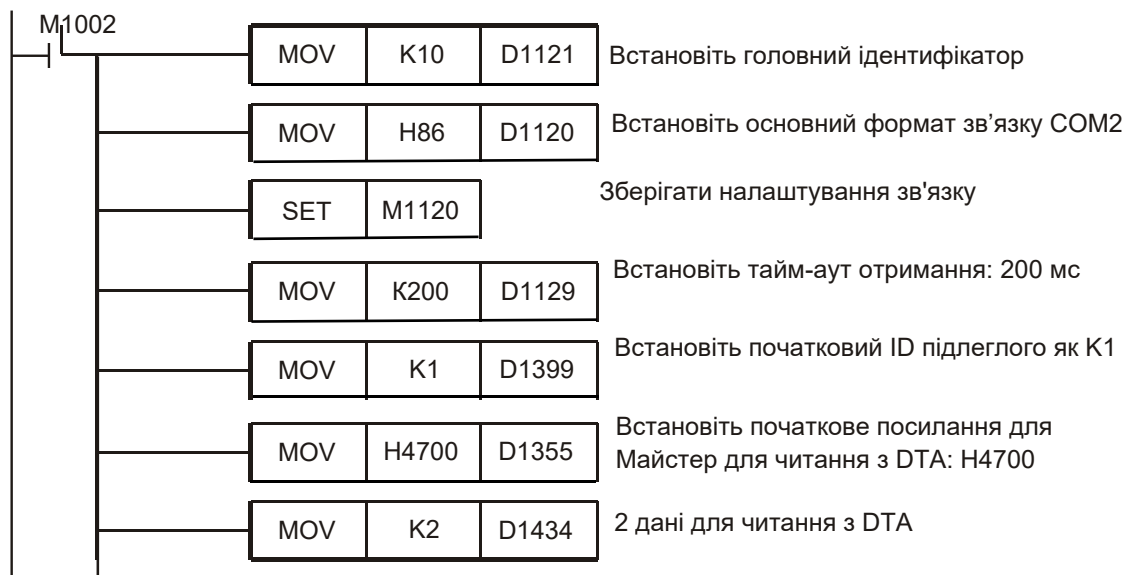 M1002
MOV K10 D1121 Встановіть головний ідентифікатор
MOV H86 D1120 Встановіть основний формат зв’язку COM2
SET M1120 Зберігати налаштування зв'язку
MOV К200 D1129 Встановіть тайм-аут отримання: 200 мс
MOV K1 D1399 Встановіть початковий ID підлеглого як K1
MOV H4700 D1355 Встановіть початкове посилання для
Майстер для читання з DTA: H4700
MOV K2 D1434 2 дані для читання з DTA